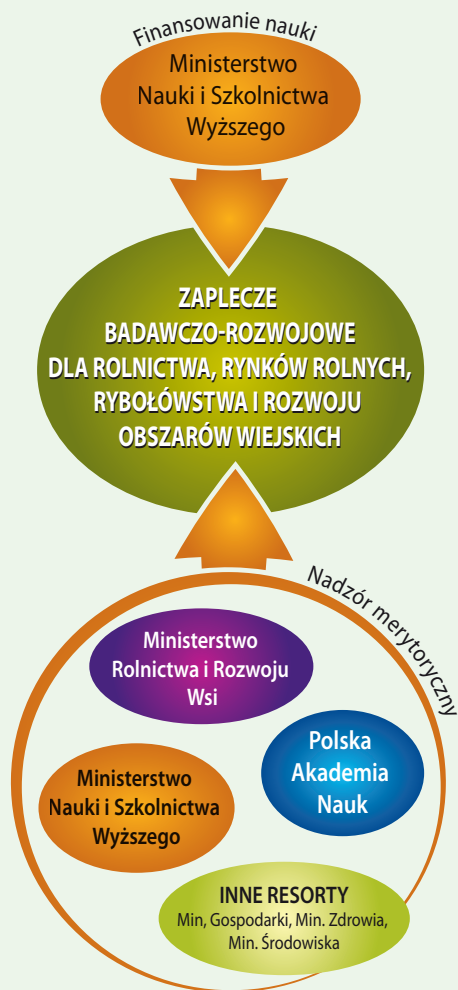 Finansowanie nauki
Ministerstwo
Nauki i Szkolnictwa
Wyższego
ZAPLECZE
BADAWCZO-ROZWOJOWE
DLA ROLNICTWA, RYNKÓW ROLNYCH,
RYBOŁÓWSTWA I ROZWOJU
OBSZARÓW WIEJSKICH
Nadzór merytoryczny
Ministerstwo
Rolnictwa i Rozwoju
Wsi
Polska
Akademia
Nauk
Ministerstwo
Nauki i Szkolnictwa
Wyższego
INNE RESORTY
Min, Gospodarki, Min. Zdrowia,
Min. Środowiska